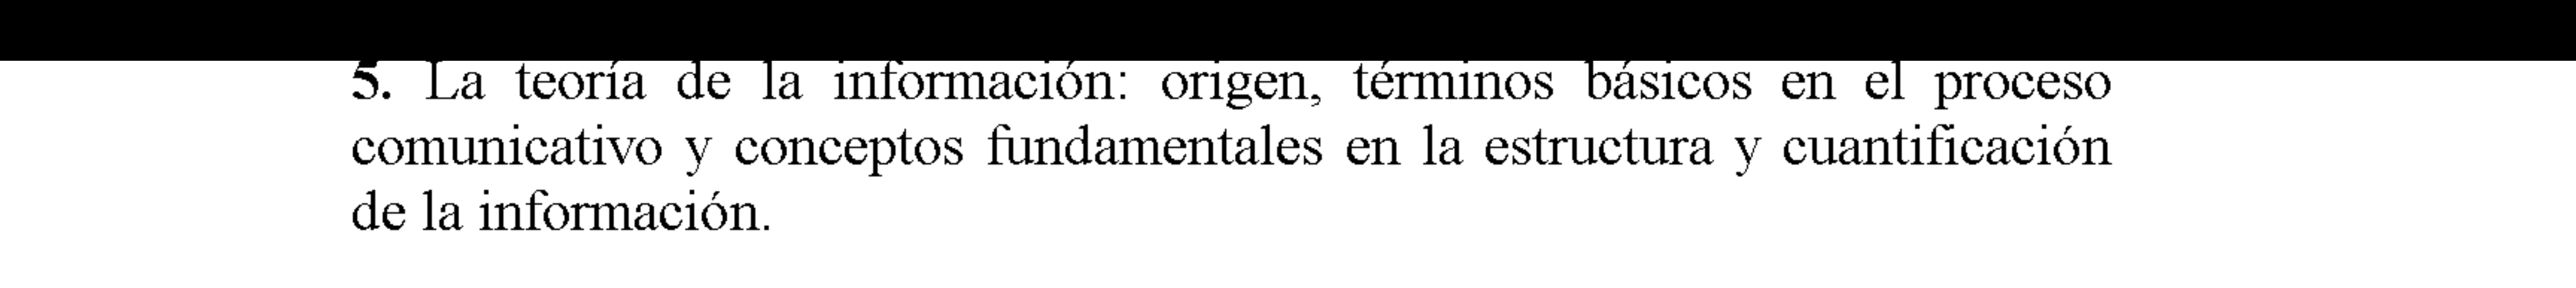 5. La teoría de la información: origen, términos básicos en el proceso
comunicativo y conceptos fundamentales en la estructura y cuantificación
de la información.